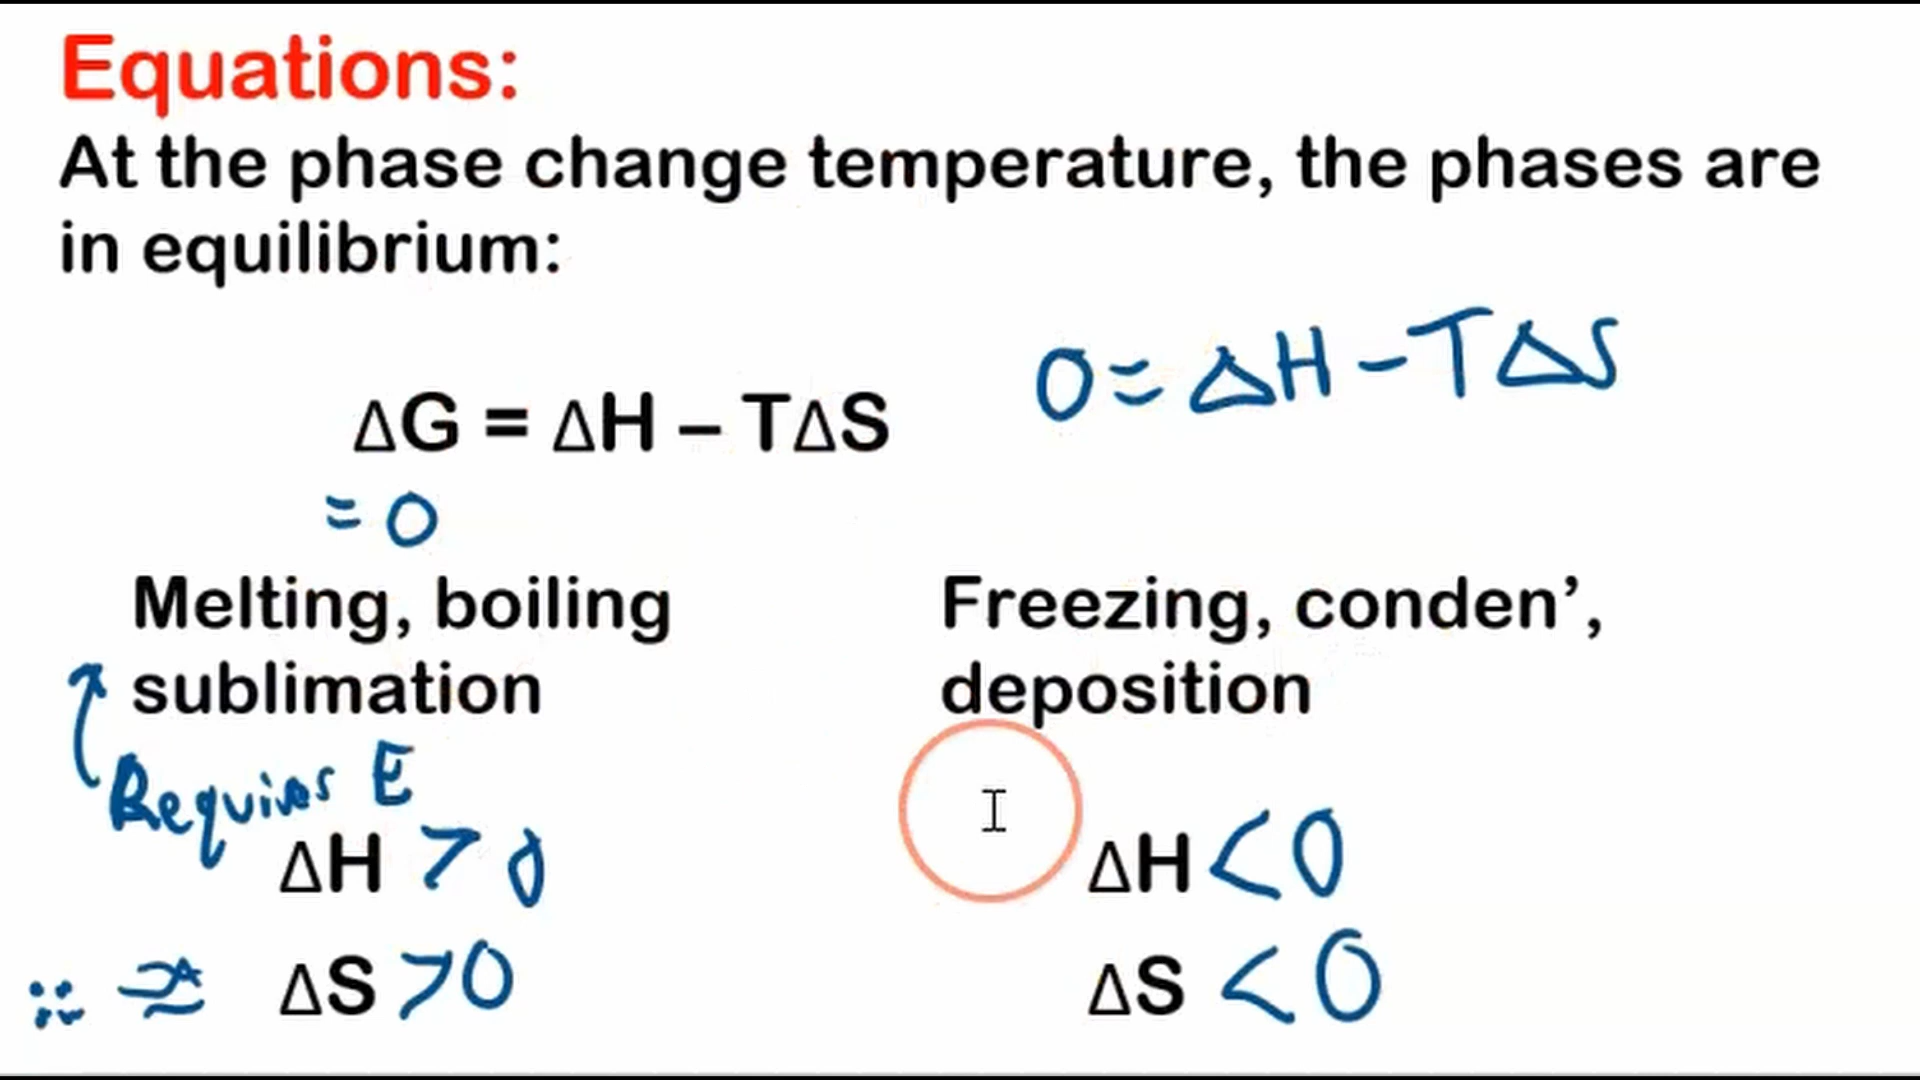 Equations:
At the phase change temperature, the phases are
in equilibrium:
0 = ΔH - TΔS
ΔG = ΔH – TΔS
= 0
Melting, boiling
sublimation
Requires E
ΔH > 0
ΔS > 0
Freezing, conden’,
deposition
ΔH < 0
ΔS < 0